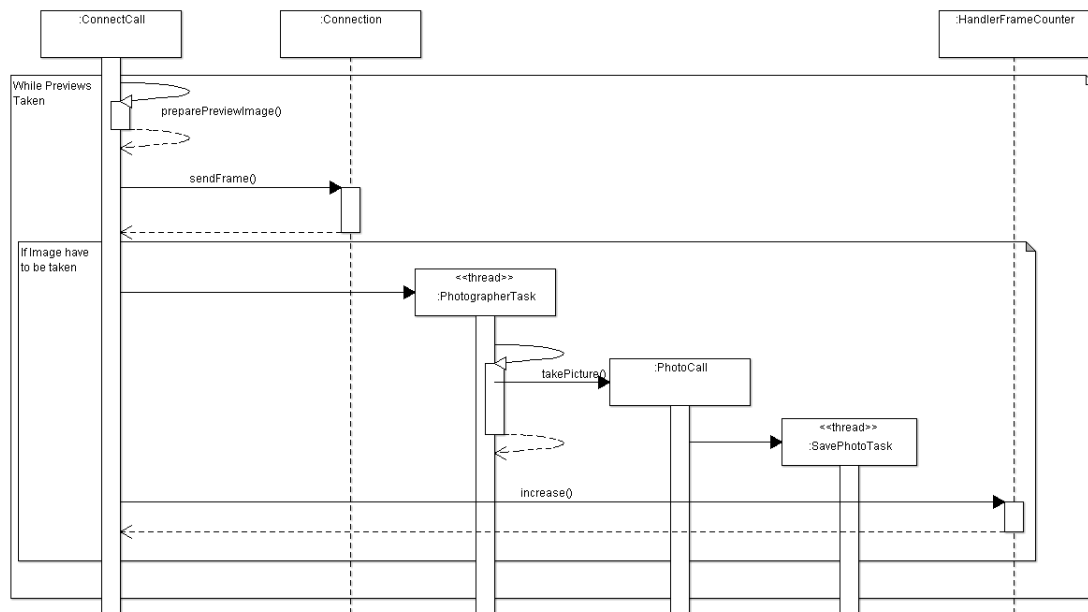 :ConnectCall
:Connection
:HandlerFrameCounter
While Previews
Taken
preparePreviewImage()
sendFrame()
If Image have
to be taken
<<thread>>
:PhotographerTask
takePicture()
:PhotoCall
<<thread>>
:SavePhotoTask
increase()